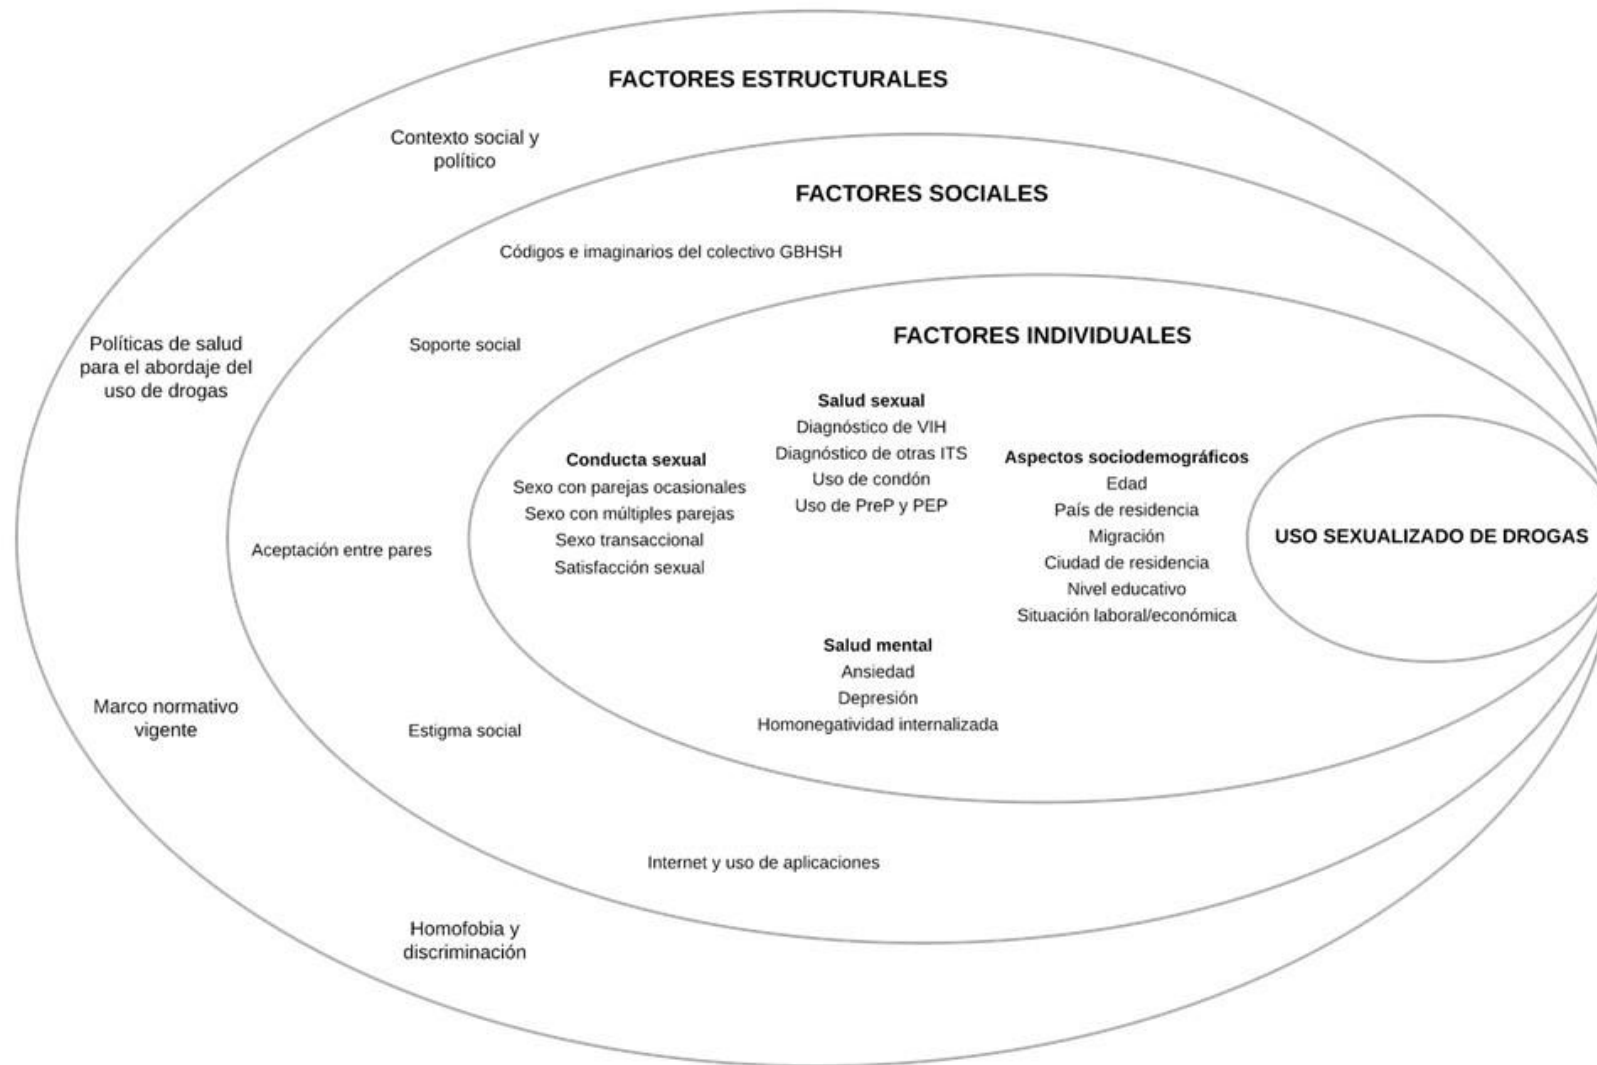 FACTORES ESTRUCTURALES
Contexto social y
político
Políticas de salud
para el abordaje del
uso de drogas
Marco normativo
vigente
Homofobia y
discriminación
FACTORES SOCIALES
Códigos e imaginarios del colectivo GBHSH
Soporte social
Aceptación entre pares
Estigma social
Internet y uso de aplicaciones
FACTORES INDIVIDUALES
Conducta sexual
Sexo con parejas ocasionales
Sexo con múltiples parejas
Sexo transaccional
Satisfacción sexual
Salud sexual
Diagnóstico de VIH
Diagnóstico de otras ITS
Uso de condón
Uso de PreP y PEP
Aspectos sociodemográficos
Edad
País de residencia
Migración
Ciudad de residencia
Nivel educativo
Situación laboral/económica
Salud mental
Ansiedad
Depresión
Homonegatividad internalizada
USO SEXUALIZADO DE DROGAS